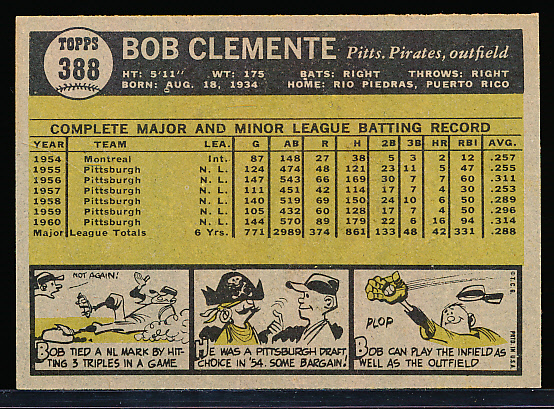 TOPPS
388
BOB CLEMENTE Pitts. Pirates, outfield
HT: 5'11" WT: 175 BATS: RIGHT THROWS: RIGHT
BORN: AUG. 18, 1934 HOME: RIO PIEDRAS, PUERTO RICO
COMPLETE MAJOR AND MINOR LEAGUE BATTING RECORD
YEAR TEAM LEA. G AB R H 2B 3B HR RBI AVG.
1954 Montreal Int. 87 148 27 38 5 3 2 12 .257
1955 Pittsburgh N. L. 124 474 48 121 23 11 5 47 .255
1956 Pittsburgh N. L. 147 543 66 169 30 7 7 60 .311
1957 Pittsburgh N. L. 111 451 42 114 17 7 4 30 .253
1958 Pittsburgh N. L. 140 519 69 150 24 10 6 50 .289
1959 Pittsburgh N. L. 105 432 60 128 17 7 4 50 .296
1960 Pittsburgh N. L. 144 570 89 179 22 6 16 94 .314
Major League Totals 6 Yrs. 771 2989 374 861 133 48 42 331 .288
NOT AGAIN!
BOB TIED A NL MARK BY HIT-
TING 3 TRIPLES IN A GAME
HE WAS A PITTSBURGH DRAFT
CHOICE IN '54. SOME BARGAIN!
PLOP
BOB CAN PLAY THE INFIELD AS
WELL AS THE OUTFIELD
© T. C. G.
PRTD. IN U.S.A.